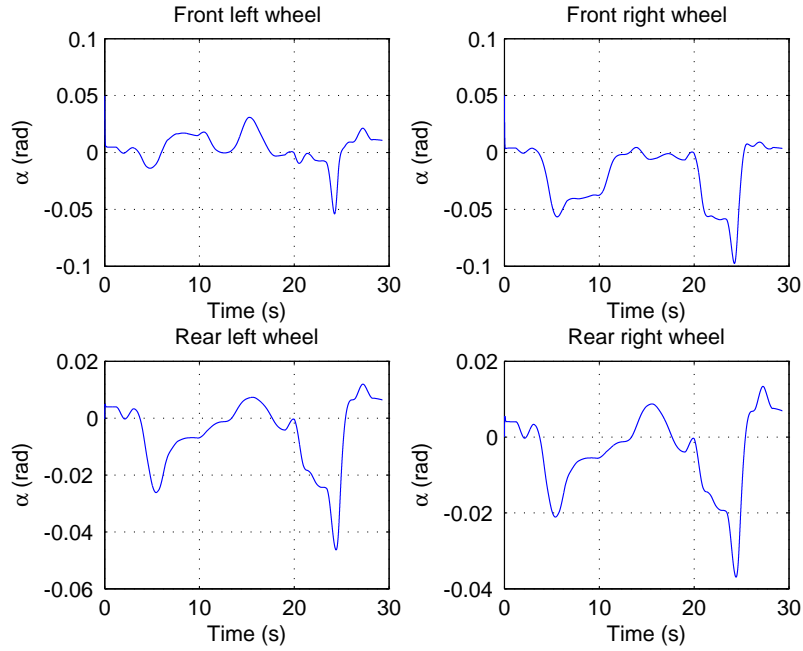 Front left wheel
0.1
0.05
0
-0.05
-0.1
α (rad)
0 10 20 30
Time (s)
Front right wheel
0.1
0.05
0
-0.05
-0.1
α (rad)
0 10 20 30
Time (s)
Rear left wheel
0.02
0
-0.02
-0.04
-0.06
α (rad)
0 10 20 30
Time (s)
Rear right wheel
0.02
0
-0.02
-0.04
α (rad)
0 10 20 30
Time (s)